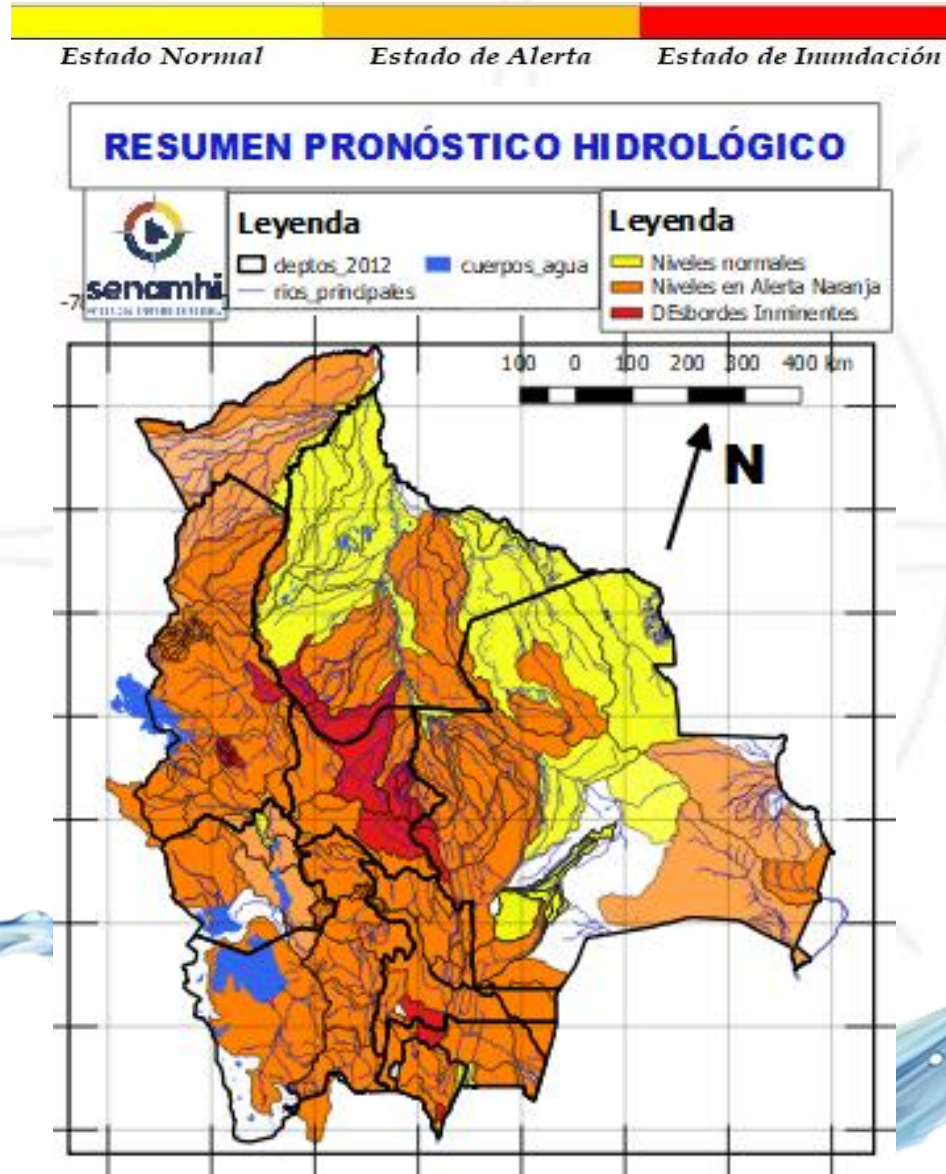 Estado Normal Estado de Alerta Estado de Inundación
RESUMEN PRONÓSTICO HIDROLÓGICO
senamhi
Leyenda
deptos_2012 cuerpos_agua
rios_principales
Leyenda
Niveles normales
Niveles en Alerta Naranja
DEsbordes Inminentes
100 0 100 200 300 400 km
N